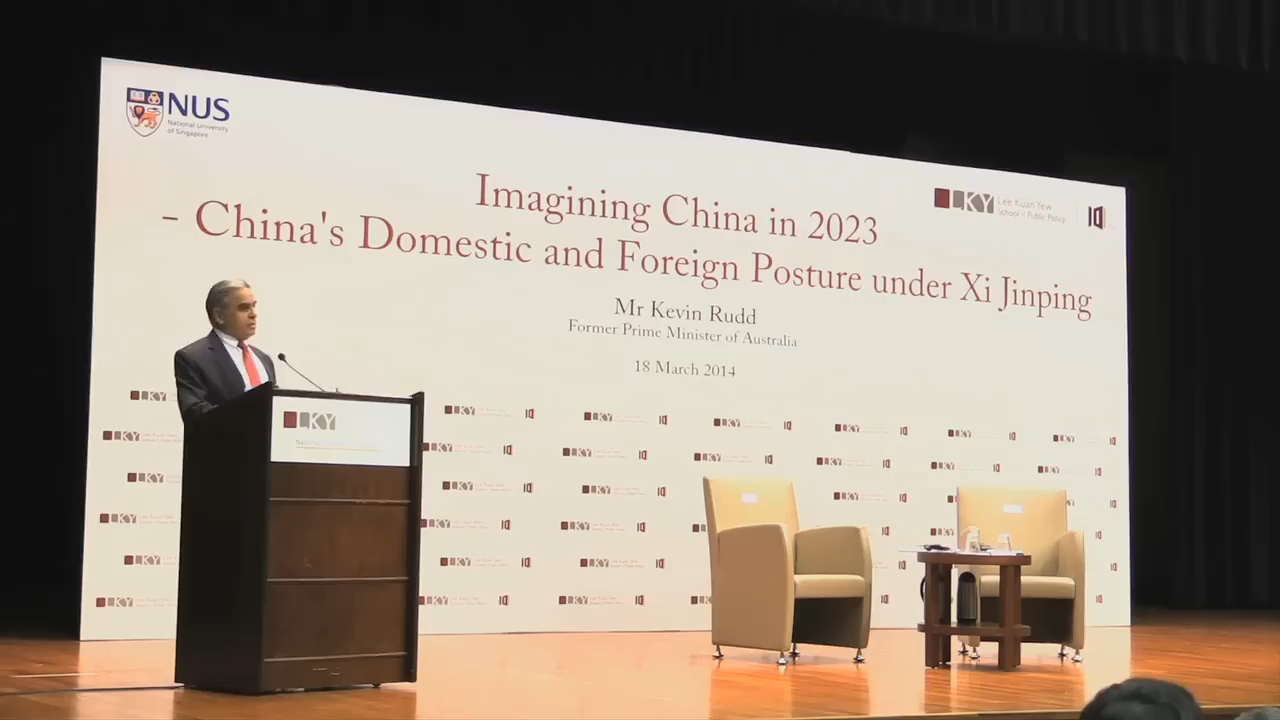 NUS
National University
of Singapore
LKY Lee Kuan Yew
School of Public Policy
Imagining China in 2023
- China's Domestic and Foreign Posture under Xi Jinping
Mr Kevin Rudd
Former Prime Minister of Australia
18 March 2014
LKY